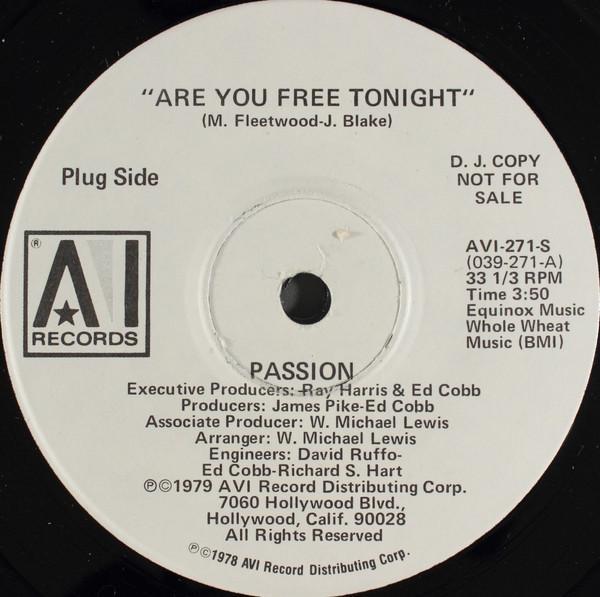 "ARE YOU FREE TONIGHT"
(M. Fleetwood-J. Blake)
Plug Side
D. J. COPY
NOT FOR
SALE
® AVI
RECORDS
AVI-271-S
(039-271-A)
33 1/3 RPM
Time 3:50
Equinox Music
Whole Wheat
Music (BMI)
PASSION
Executive Producers: Ray Harris & Ed Cobb
Producers: James Pike-Ed Cobb
Associate Producer: W. Michael Lewis
Arranger: W. Michael Lewis
Engineers: David Ruffo-
Ed Cobb-Richard S. Hart
℗©1979 AVI Record Distributing Corp.
7060 Hollywood Blvd.,
Hollywood, Calif. 90028
All Rights Reserved
℗©1978 AVI Record Distributing Corp.